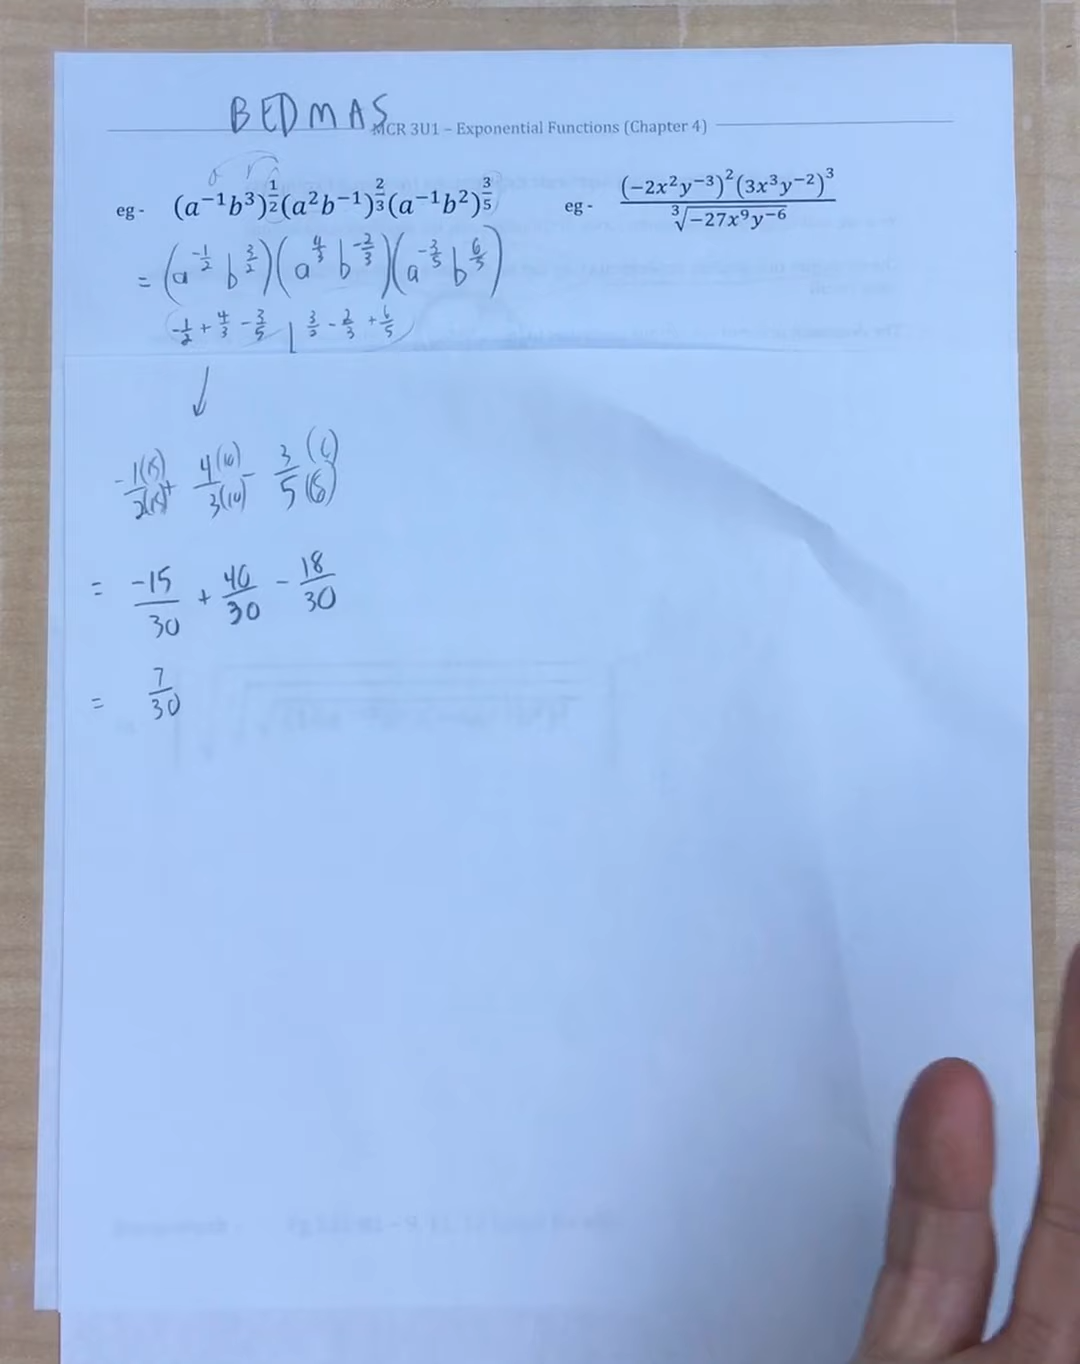 BEDMAS
MCR 3U1 – Exponential Functions (Chapter 4)
eg - (a⁻¹b³)^(1/2)(a²b⁻¹)^(2/3)(a⁻¹b²)^(3/5)
eg - (−2x²y⁻³)²(3x³y⁻²)³ / ∛(−27x⁹y⁻⁶)
= (a^(-1/2) b^(3/2))(a^(4/3) b^(-2/3))(a^(-3/5) b^(6/5))
-1/2 + 4/3 - 3/5 | 3/2 - 2/3 + 6/5
↓
-1(15)/2(15) + 4(10)/3(10) - 3/5
= -15/30 + 40/30 - 18/30
= 7/30